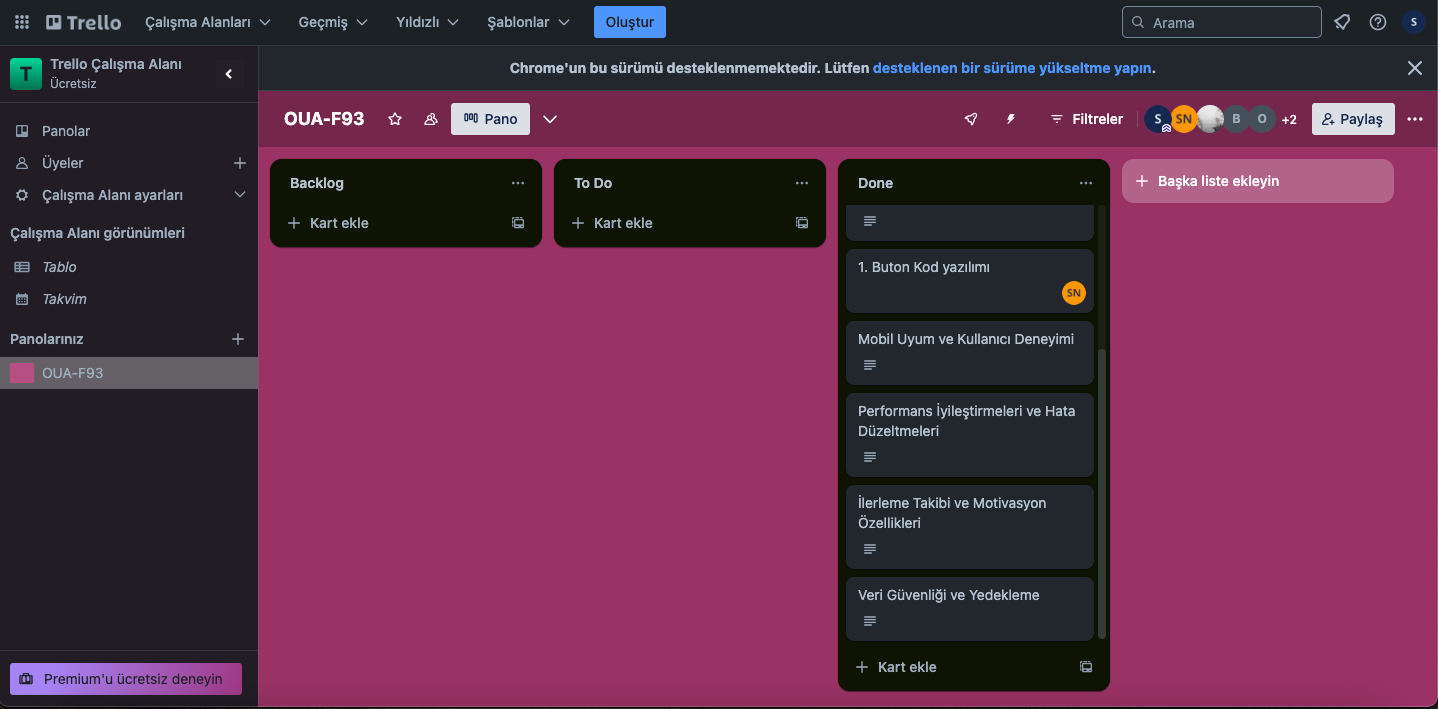 Trello
Çalışma Alanları
Geçmiş
Yıldızlı
Şablonlar
Oluştur
Arama
S
T
Trello Çalışma Alanı
Ücretsiz
Chrome'un bu sürümü desteklenmemektedir. Lütfen desteklenen bir sürüme yükseltme yapın.
Panolar
Üyeler
Çalışma Alanı ayarları
Çalışma Alanı görünümleri
Tablo
Takvim
Panolarınız
OUA-F93
Premium'u ücretsiz deneyin
OUA-F93
Pano
Filtreler
S
SN
B
O
+2
Paylaş
Backlog
Kart ekle
To Do
Kart ekle
Done
1. Buton Kod yazılımı
SN
Mobil Uyum ve Kullanıcı Deneyimi
Performans İyileştirmeleri ve Hata
Düzeltmeleri
İlerleme Takibi ve Motivasyon
Özellikleri
Veri Güvenliği ve Yedekleme
Kart ekle
Başka liste ekleyin